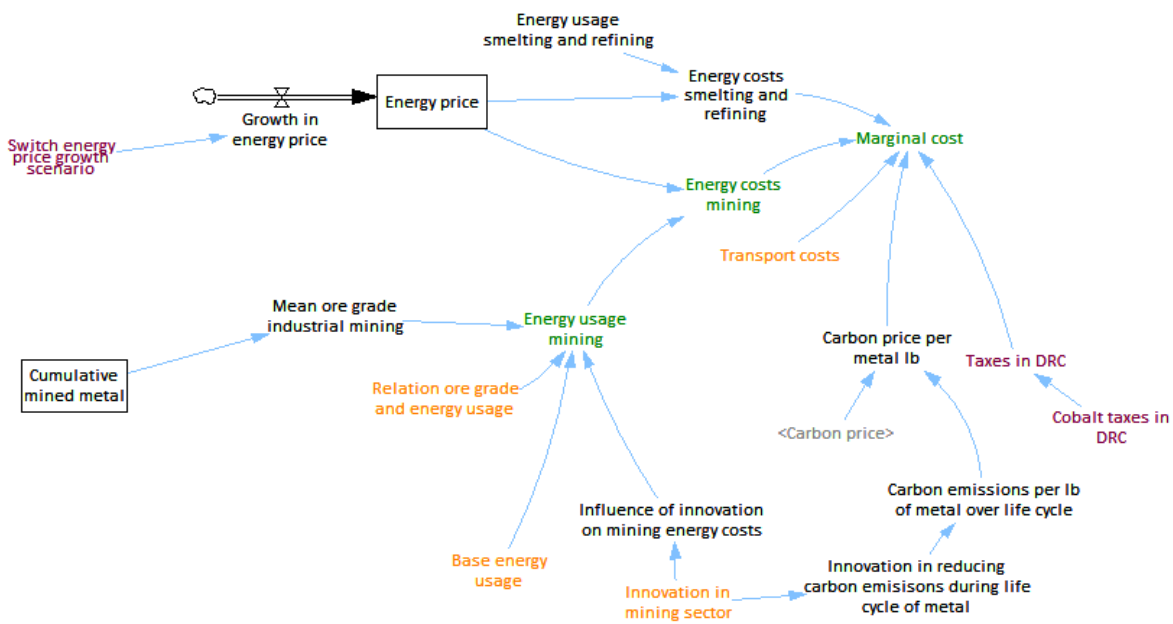 Energy usage
smelting and refining
Energy costs
smelting and
refining
Energy price
Growth in
energy price
Switch energy
price growth
scenario
Marginal cost
Energy costs
mining
Transport costs
Mean ore grade
industrial mining
Energy usage
mining
Cumulative
mined metal
Relation ore grade
and energy usage
Carbon price per
metal lb
Taxes in DRC
<Carbon price>
Cobalt taxes in
DRC
Carbon emissions per lb
of metal over life cycle
Influence of innovation
on mining energy costs
Base energy
usage
Innovation in
mining sector
Innovation in reducing
carbon emisisons during life
cycle of metal